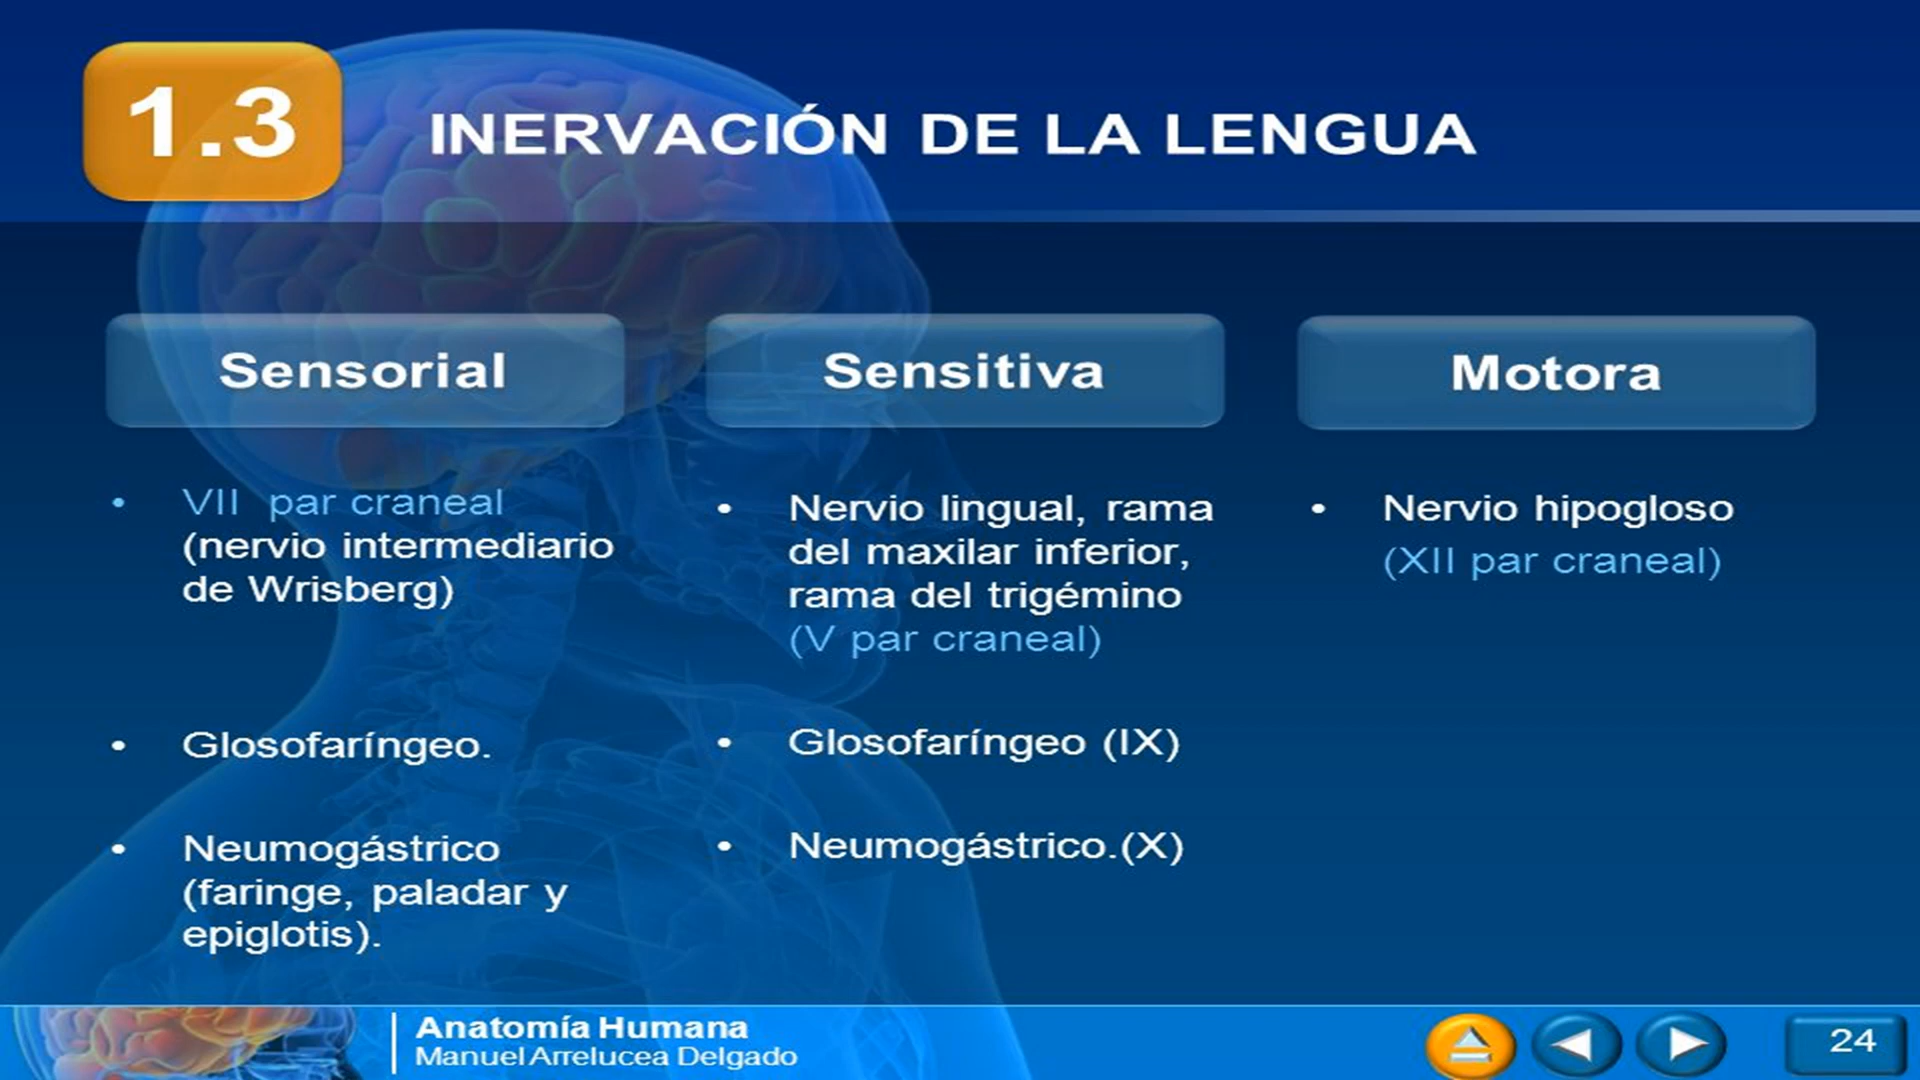 1.3
INERVACIÓN DE LA LENGUA
Sensorial
• VII par craneal
(nervio intermediario
de Wrisberg)
• Glosofaríngeo.
• Neumogástrico
(faringe, paladar y
epiglotis).
Sensitiva
• Nervio lingual, rama
del maxilar inferior,
rama del trigémino
(V par craneal)
• Glosofaríngeo (IX)
• Neumogástrico.(X)
Motora
• Nervio hipogloso
(XII par craneal)
Anatomía Humana
Manuel Arrelucea Delgado
24